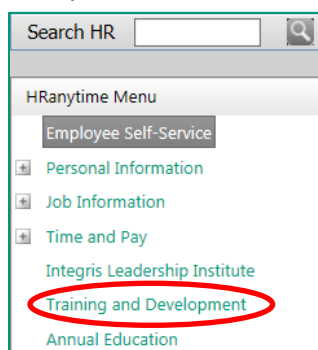 Search HR
HRanytime Menu
Employee Self-Service
Personal Information
Job Information
Time and Pay
Integris Leadership Institute
Training and Development
Annual Education